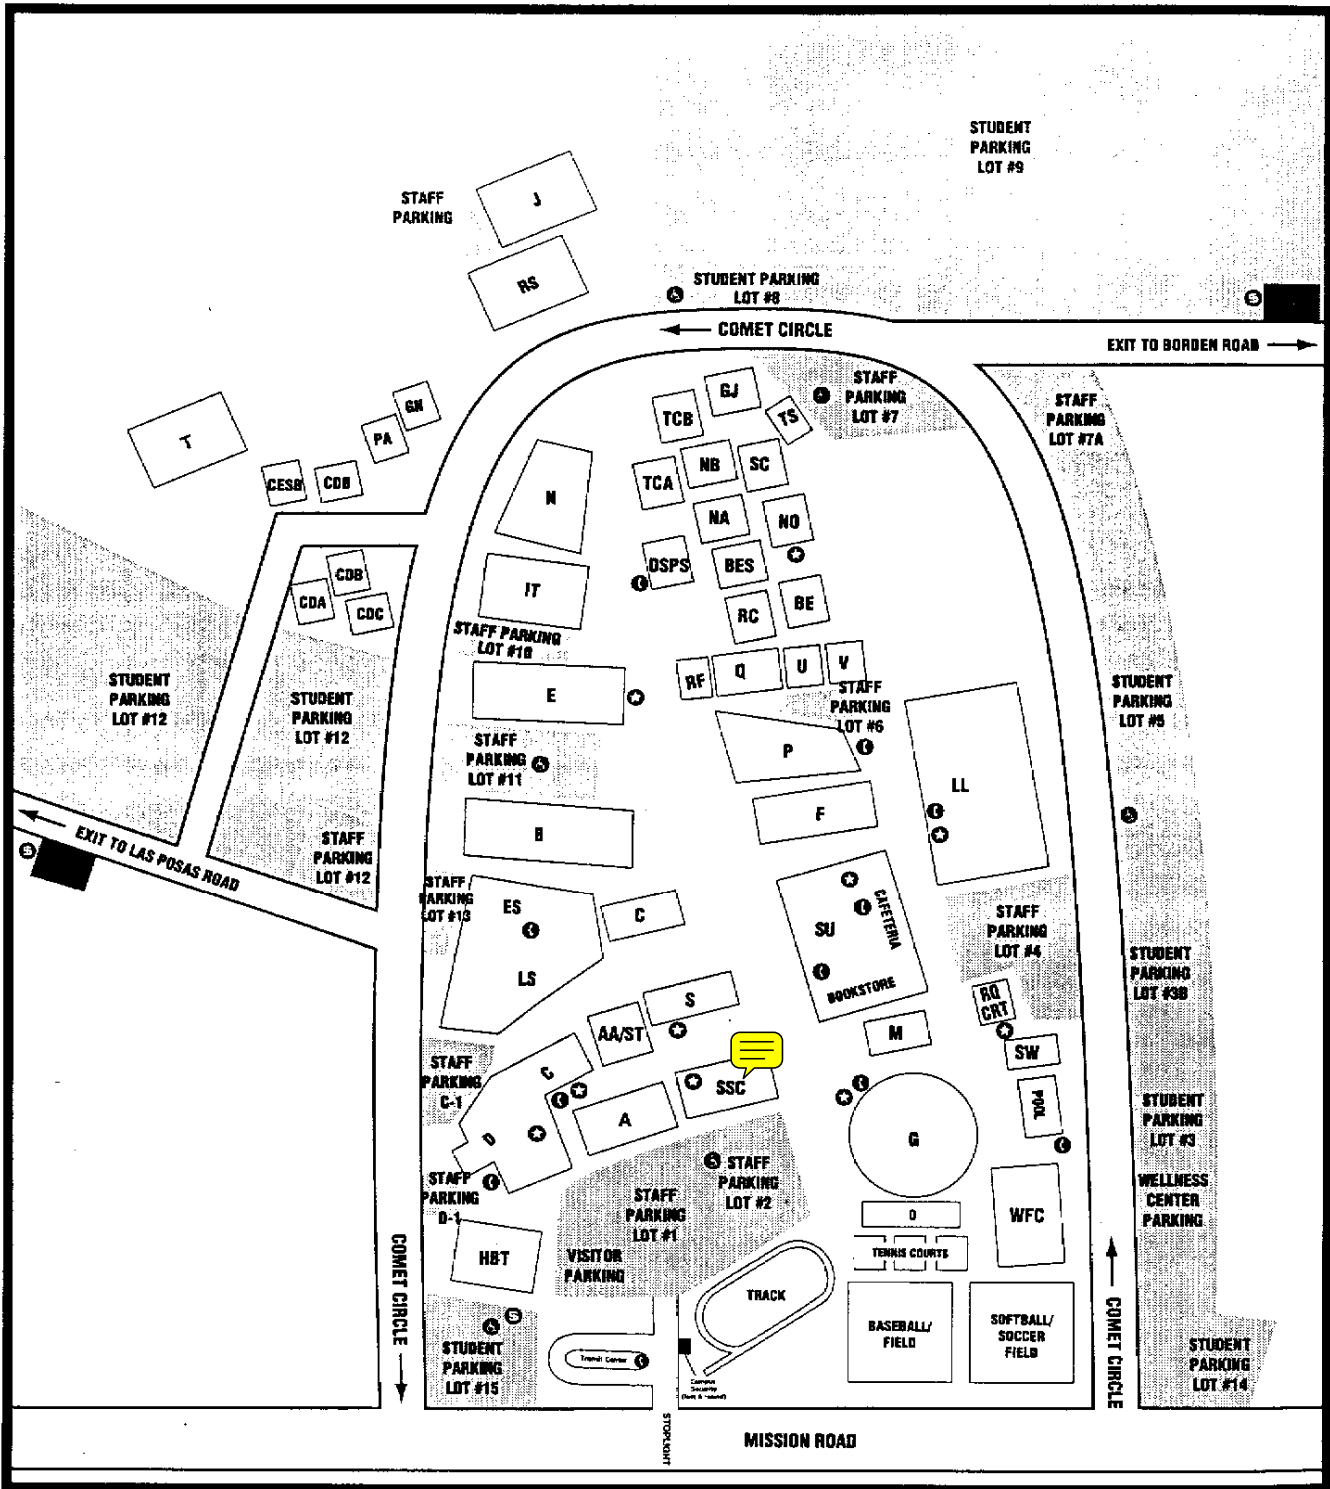 STUDENT
PARKING
LOT #9
STAFF
PARKING
J
RS
STUDENT PARKING
LOT #8
S
COMET CIRCLE
EXIT TO BORDEN ROAD
GJ
STAFF
PARKING
LOT #7
TS
TCB
STAFF
PARKING
LOT #7A
GN
PA
T
CESB
CDB
N
NB
SC
TCA
NA
NO
DSPS
BES
IT
CDB
CDA
CDC
RC
BE
STAFF PARKING
LOT #10
E
RF
Q
U
V
STAFF
PARKING
LOT #6
STUDENT
PARKING
LOT #12
STUDENT
PARKING
LOT #12
STUDENT
PARKING
LOT #5
STAFF
PARKING
LOT #11
P
LL
F
B
EXIT TO LAS POSAS ROAD
S
STAFF
PARKING
LOT #12
STAFF
PARKING
LOT #13
ES
LS
C
SU
CAFETERIA
BOOKSTORE
STAFF
PARKING
LOT #4
STUDENT
PARKING
LOT #3B
RQ
CRT
S
AA/ST
M
SW
STAFF
PARKING
C-1
C
SSC
A
D
POOL
G
STUDENT
PARKING
LOT #3
STAFF
PARKING
D-1
STAFF
PARKING
LOT #2
STAFF
PARKING
LOT #1
WELLNESS
CENTER
PARKING
O
WFC
HBT
VISITOR
PARKING
TENNIS COURTS
COMET CIRCLE
TRACK
S
STUDENT
PARKING
LOT #15
Transit Center
BASEBALL/
FIELD
SOFTBALL/
SOCCER
FIELD
COMET CIRCLE
STUDENT
PARKING
LOT #14
Campus
Security
STOPLIGHT
MISSION ROAD